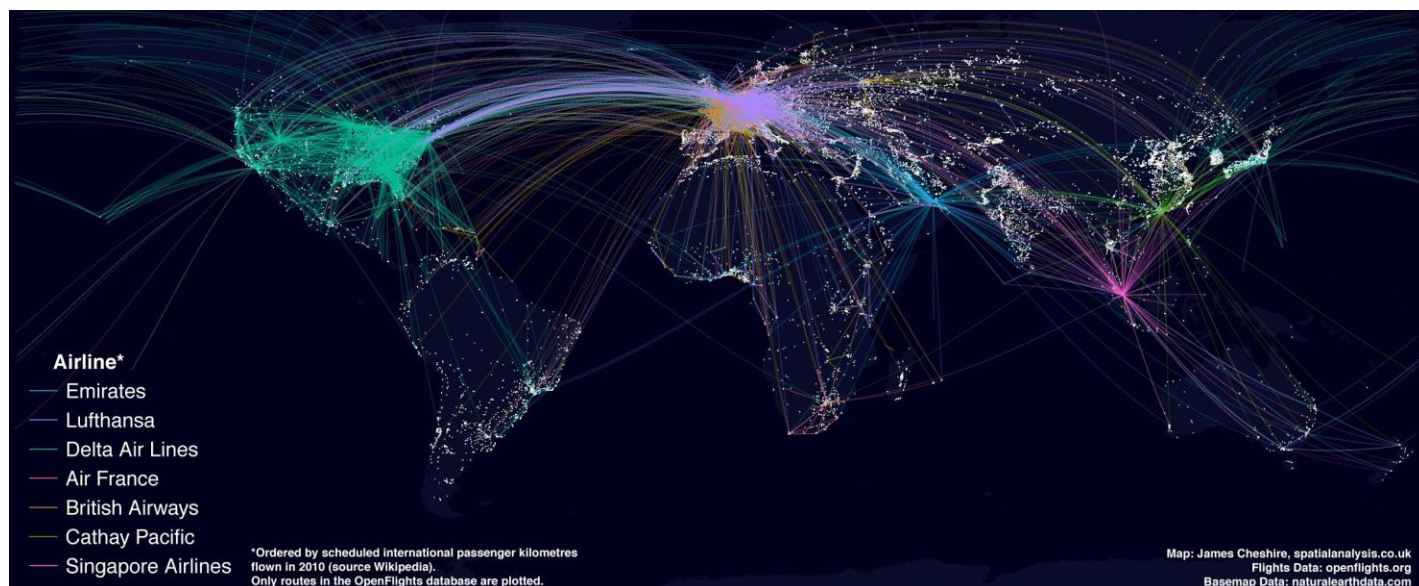 Airline*
Emirates
Lufthansa
Delta Air Lines
Air France
British Airways
Cathay Pacific
Singapore Airlines
*Ordered by scheduled international passenger kilometres
flown in 2010 (source Wikipedia).
Only routes in the OpenFlights database are plotted.
Map: James Cheshire, spatialanalysis.co.uk
Flights Data: openflights.org
Basemap Data: naturalearthdata.com